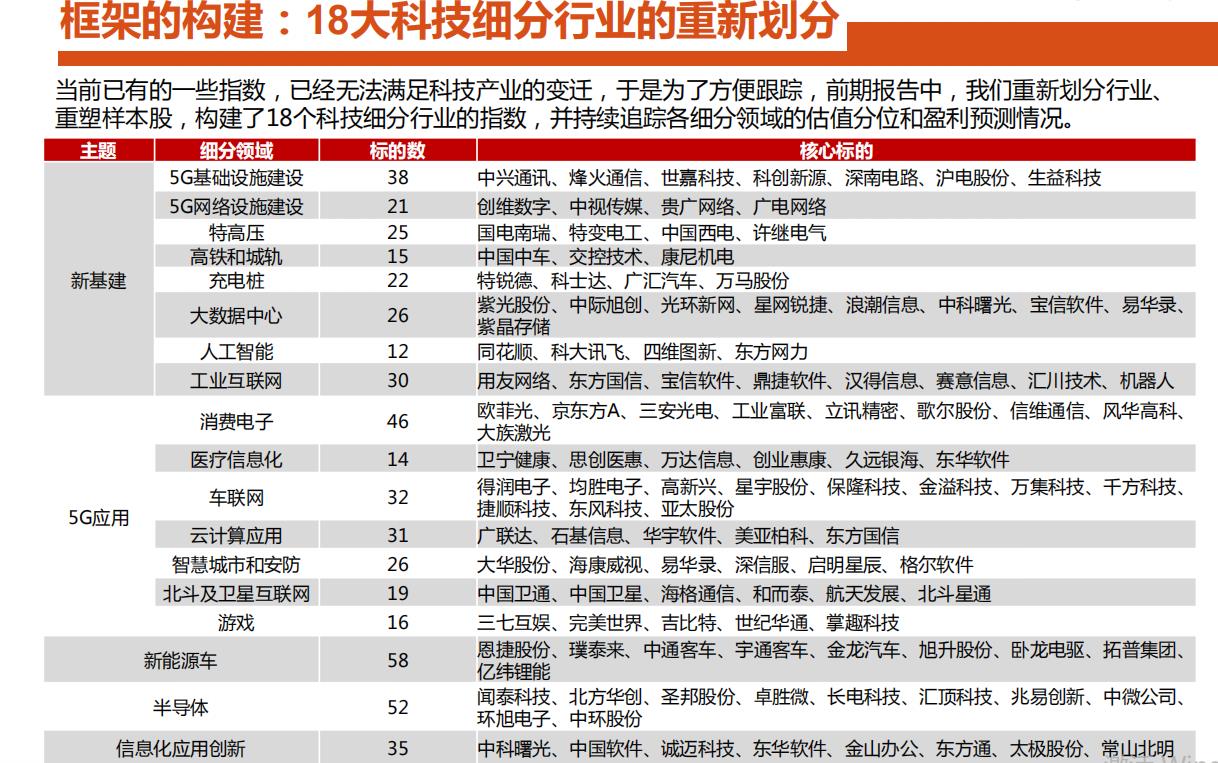 框架的构建：18大科技细分行业的重新划分
当前已有的一些指数，已经无法满足科技产业的变迁，于是为了方便跟踪，前期报告中，我们重新划分行业、
重塑样本股，构建了18个科技细分行业的指数，并持续追踪各细分领域的估值分位和盈利预测情况。
主题 细分领域 标的数 核心标的
新基建
5G基础设施建设 38 中兴通讯、烽火通信、世嘉科技、科创新源、深南电路、沪电股份、生益科技
5G网络设施建设 21 创维数字、中视传媒、贵广网络、广电网络
特高压 25 国电南瑞、特变电工、中国西电、许继电气
高铁和城轨 15 中国中车、交控技术、康尼机电
充电桩 22 特锐德、科士达、广汇汽车、万马股份
大数据中心 26 紫光股份、中际旭创、光环新网、星网锐捷、浪潮信息、中科曙光、宝信软件、易华录、
紫晶存储
人工智能 12 同花顺、科大讯飞、四维图新、东方网力
工业互联网 30 用友网络、东方国信、宝信软件、鼎捷软件、汉得信息、赛意信息、汇川技术、机器人
5G应用
消费电子 46 欧菲光、京东方A、三安光电、工业富联、立讯精密、歌尔股份、信维通信、风华高科、
大族激光
医疗信息化 14 卫宁健康、思创医惠、万达信息、创业惠康、久远银海、东华软件
车联网 32 得润电子、均胜电子、高新兴、星宇股份、保隆科技、金溢科技、万集科技、千方科技、
捷顺科技、东风科技、亚太股份
云计算应用 31 广联达、石基信息、华宇软件、美亚柏科、东方国信
智慧城市和安防 26 大华股份、海康威视、易华录、深信服、启明星辰、格尔软件
北斗及卫星互联网 19 中国卫通、中国卫星、海格通信、和而泰、航天发展、北斗星通
游戏 16 三七互娱、完美世界、吉比特、世纪华通、掌趣科技
新能源车 58 恩捷股份、璞泰来、中通客车、宇通客车、金龙汽车、旭升股份、卧龙电驱、拓普集团、
亿纬锂能
半导体 52 闻泰科技、北方华创、圣邦股份、卓胜微、长电科技、汇顶科技、兆易创新、中微公司、
环旭电子、中环股份
信息化应用创新 35 中科曙光、中国软件、诚迈科技、东华软件、金山办公、东方通、太极股份、常山北明